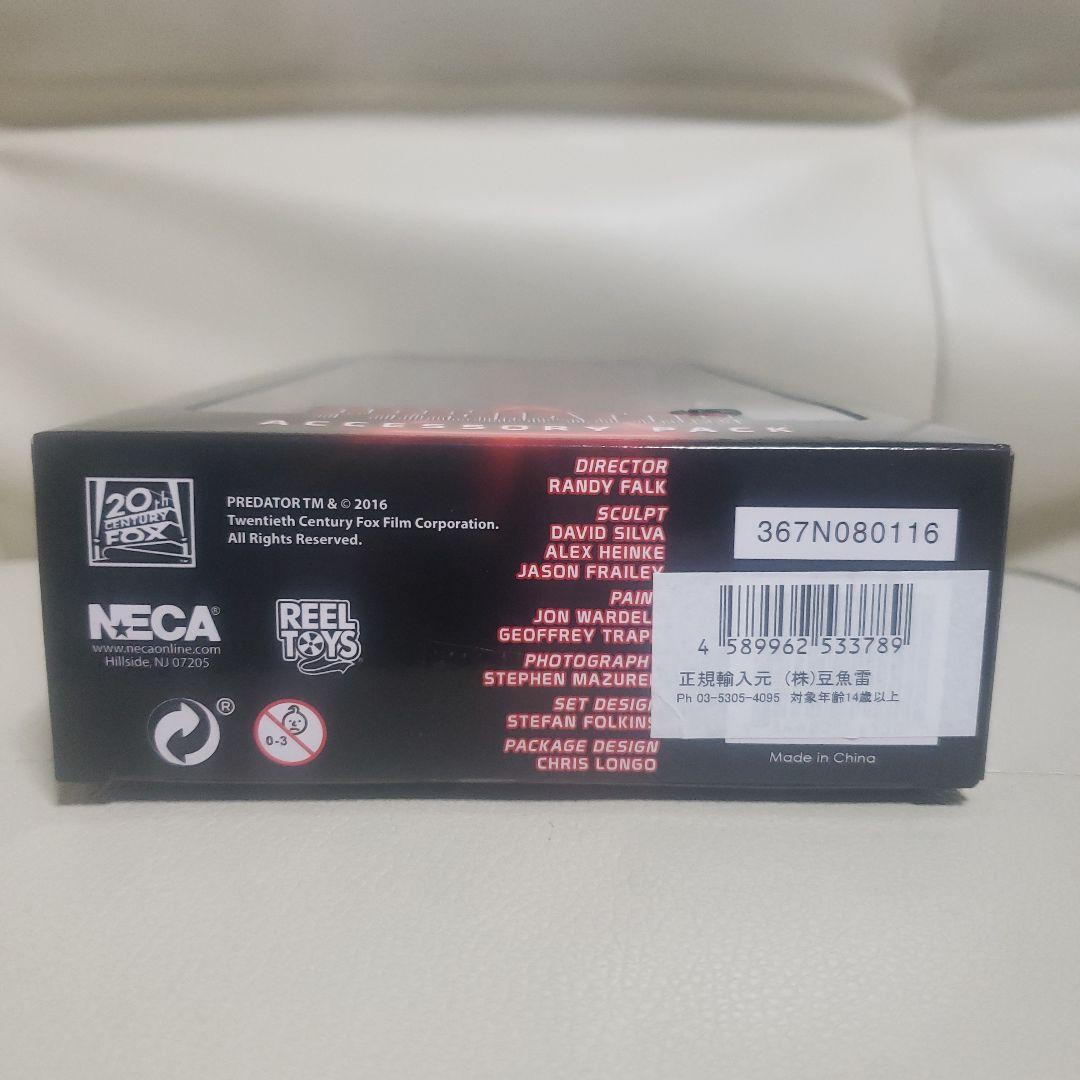 ACCESSORY PACK
20th
CENTURY
FOX
PREDATOR TM & © 2016
Twentieth Century Fox Film Corporation.
All Rights Reserved.
NECA®
www.necaonline.com
Hillside, NJ 07205
REEL
TOYS
®
0-3
DIRECTOR
RANDY FALK
SCULPT
DAVID SILVA
ALEX HEINKE
JASON FRAILEY
PAIN
JON WARDEL
GEOFFREY TRAP
PHOTOGRAPH
STEPHEN MAZURE
SET DESIG
STEFAN FOLKINS
PACKAGE DESIGN
CHRIS LONGO
367N080116
4 589962 533789
正規輸入元 (株)豆魚雷
Ph 03-5305-4095 対象年齢14歳以上
Made in China